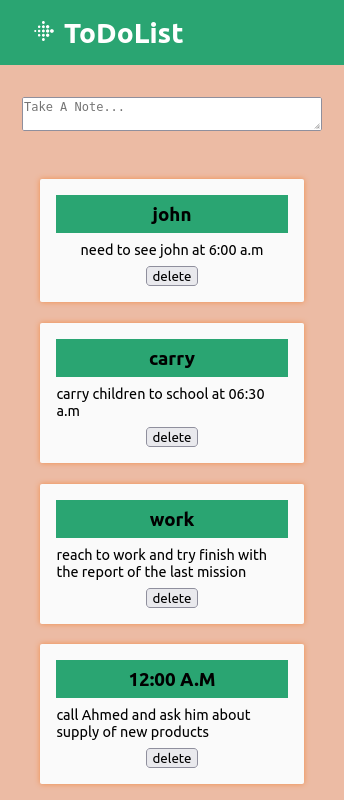 ToDoList
Take A Note...
john
need to see john at 6:00 a.m
delete
carry
carry children to school at 06:30
a.m
delete
work
reach to work and try finish with
the report of the last mission
delete
12:00 A.M
call Ahmed and ask him about
supply of new products
delete